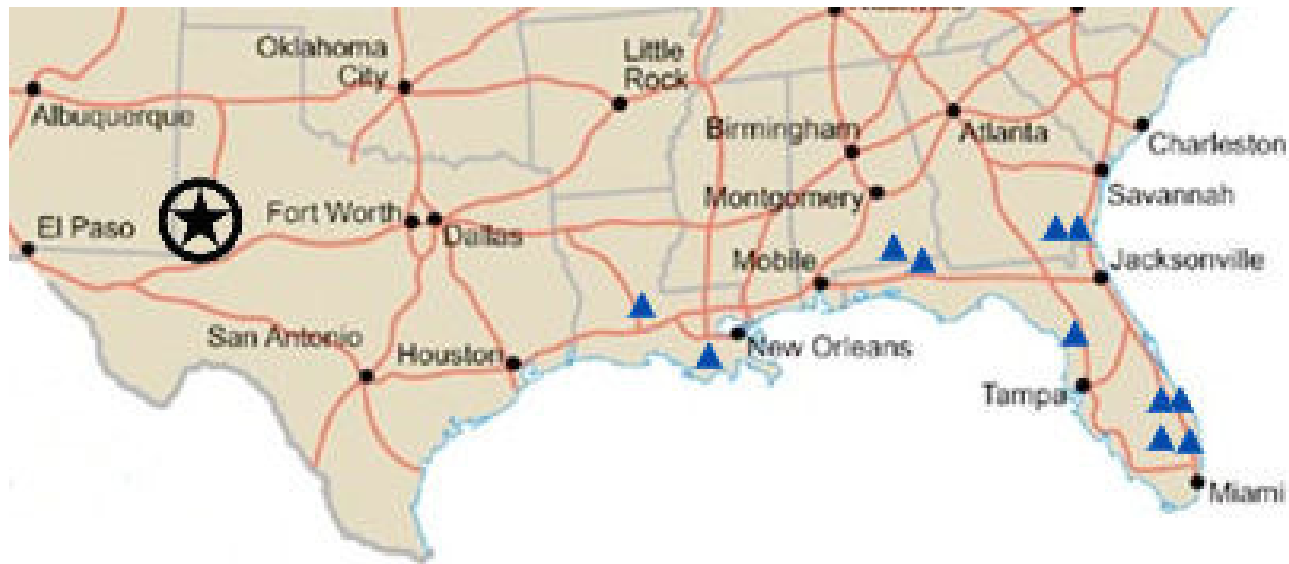 Oklahoma
City
Little
Rock
Albuquerque
Birmingham
Atlanta
Charleston
Savannah
Montgomery
El Paso
Fort Worth
Dallas
Mobile
Jacksonville
San Antonio
Houston
New Orleans
Tampa
Miami